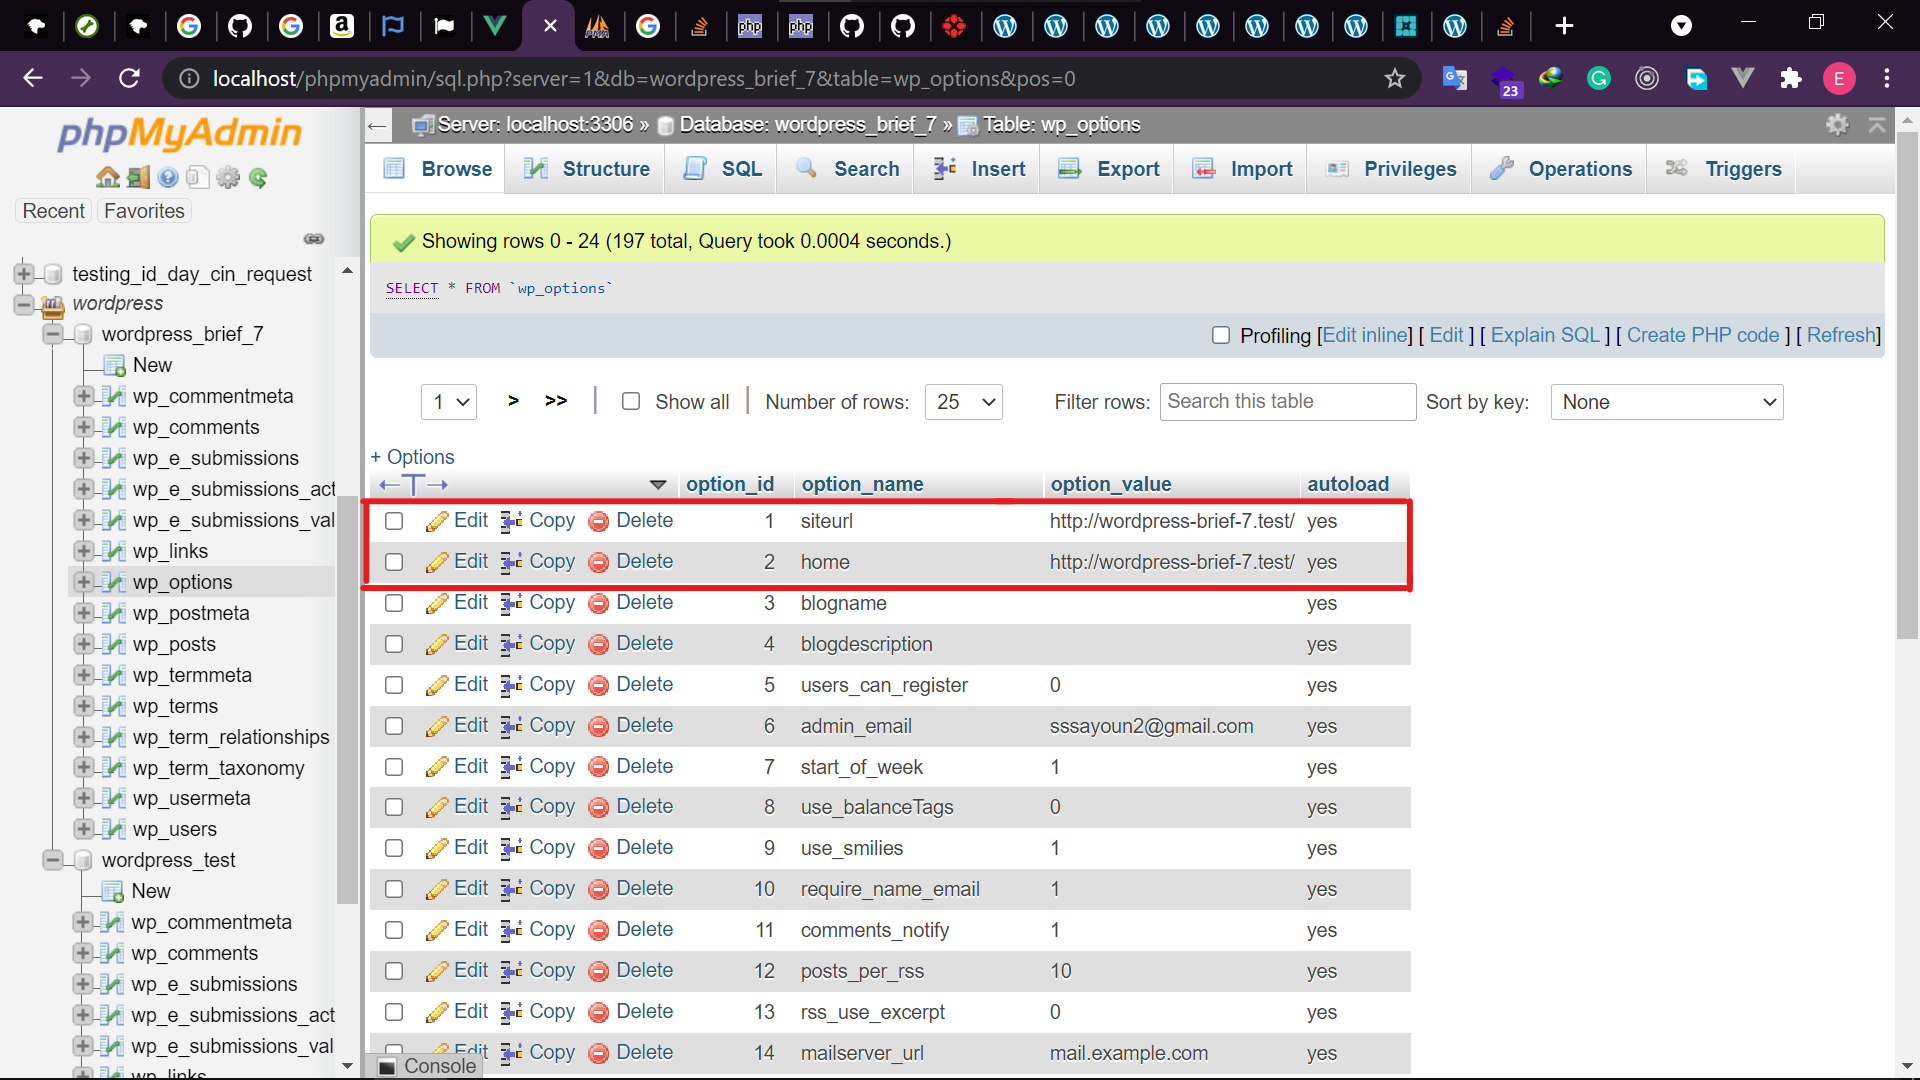 localhost/phpmyadmin/sql.php?server=1&db=wordpress_brief_7&table=wp_options&pos=0
23
E
phpMyAdmin
Recent Favorites
testing_id_day_cin_request
wordpress
wordpress_brief_7
New
wp_commentmeta
wp_comments
wp_e_submissions
wp_e_submissions_act
wp_e_submissions_val
wp_links
wp_options
wp_postmeta
wp_posts
wp_termmeta
wp_terms
wp_term_relationships
wp_term_taxonomy
wp_usermeta
wp_users
wordpress_test
New
wp_commentmeta
wp_comments
wp_e_submissions
wp_e_submissions_act
wp_e_submissions_val
wp_links
Server: localhost:3306 » Database: wordpress_brief_7 » Table: wp_options
Browse Structure SQL Search Insert Export Import Privileges Operations Triggers
Showing rows 0 - 24 (197 total, Query took 0.0004 seconds.)
SELECT * FROM `wp_options`
Profiling [Edit inline] [ Edit ] [ Explain SQL ] [ Create PHP code ] [ Refresh]
1 > >> | Show all | Number of rows: 25 Filter rows: Search this table Sort by key: None
+ Options
option_id option_name option_value autoload
Edit Copy Delete 1 siteurl http://wordpress-brief-7.test/ yes
Edit Copy Delete 2 home http://wordpress-brief-7.test/ yes
Edit Copy Delete 3 blogname yes
Edit Copy Delete 4 blogdescription yes
Edit Copy Delete 5 users_can_register 0 yes
Edit Copy Delete 6 admin_email sssayoun2@gmail.com yes
Edit Copy Delete 7 start_of_week 1 yes
Edit Copy Delete 8 use_balanceTags 0 yes
Edit Copy Delete 9 use_smilies 1 yes
Edit Copy Delete 10 require_name_email 1 yes
Edit Copy Delete 11 comments_notify 1 yes
Edit Copy Delete 12 posts_per_rss 10 yes
Edit Copy Delete 13 rss_use_excerpt 0 yes
Edit Copy Delete 14 mailserver_url mail.example.com yes
Console